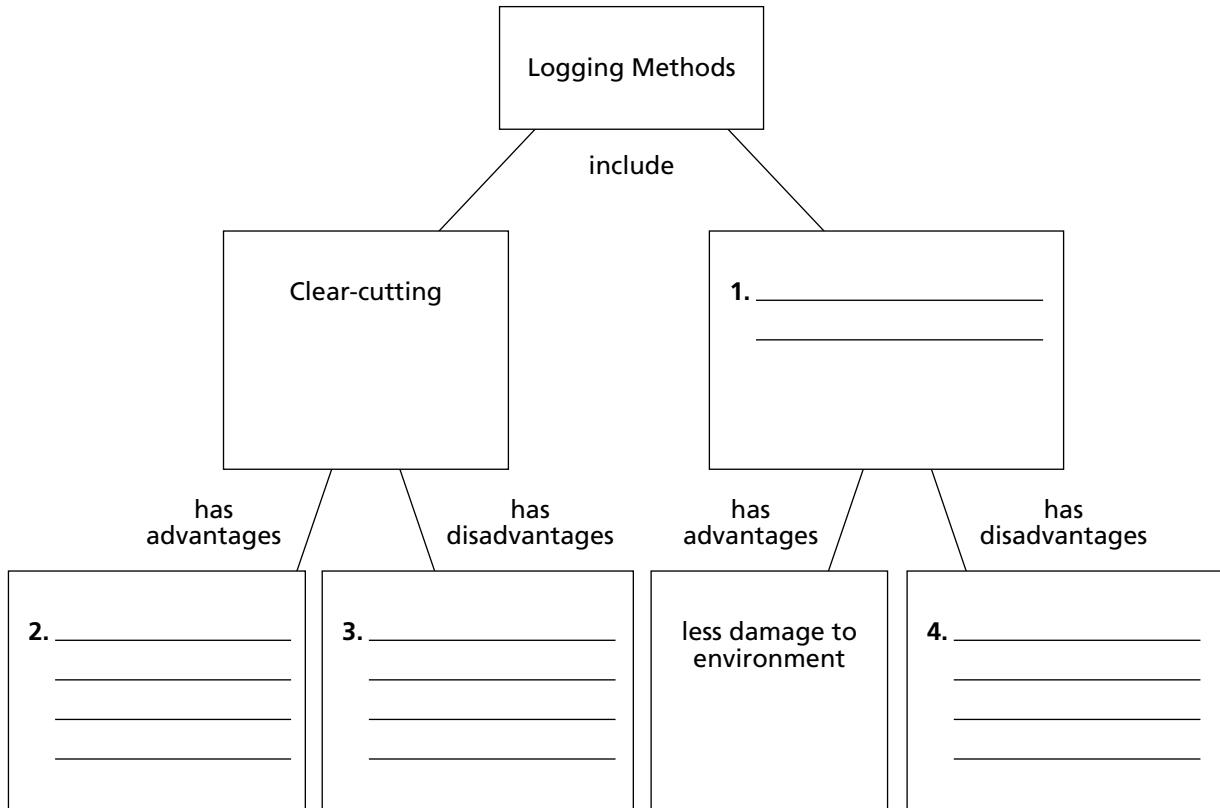 Logging Methods
include
Clear-cutting
1.
has
advantages
has
disadvantages
has
advantages
has
disadvantages
2.
3.
less damage to
environment
4.